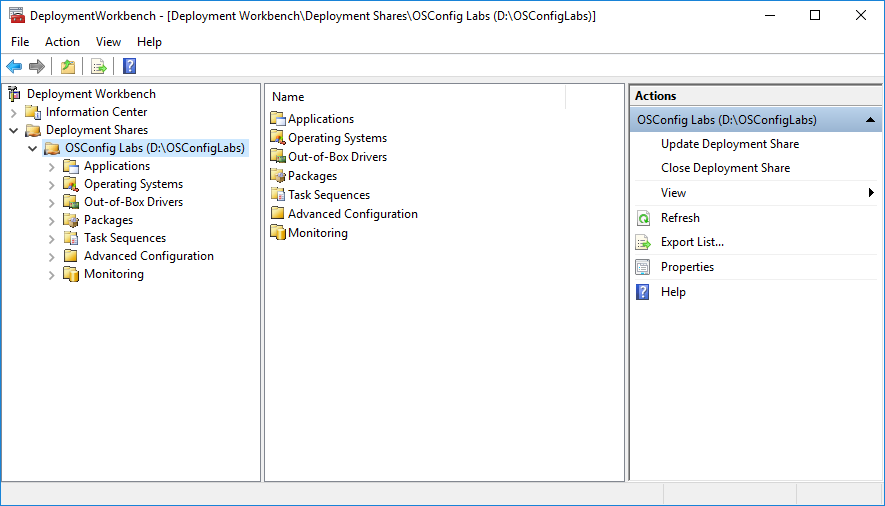 DeploymentWorkbench - [Deployment Workbench\Deployment Shares\OSConfig Labs (D:\OSConfigLabs)]
File Action View Help
Deployment Workbench
Information Center
Deployment Shares
OSConfig Labs (D:\OSConfigLabs)
Applications
Operating Systems
Out-of-Box Drivers
Packages
Task Sequences
Advanced Configuration
Monitoring
Name
Applications
Operating Systems
Out-of-Box Drivers
Packages
Task Sequences
Advanced Configuration
Monitoring
Actions
OSConfig Labs (D:\OSConfigLabs)
Update Deployment Share
Close Deployment Share
View
Refresh
Export List...
Properties
Help